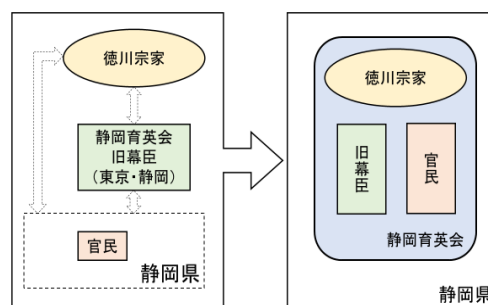 徳川宗家
静岡育英会
旧幕臣
（東京・静岡）
官民
静岡県
徳川宗家
旧幕臣
官民
静岡育英会
静岡県